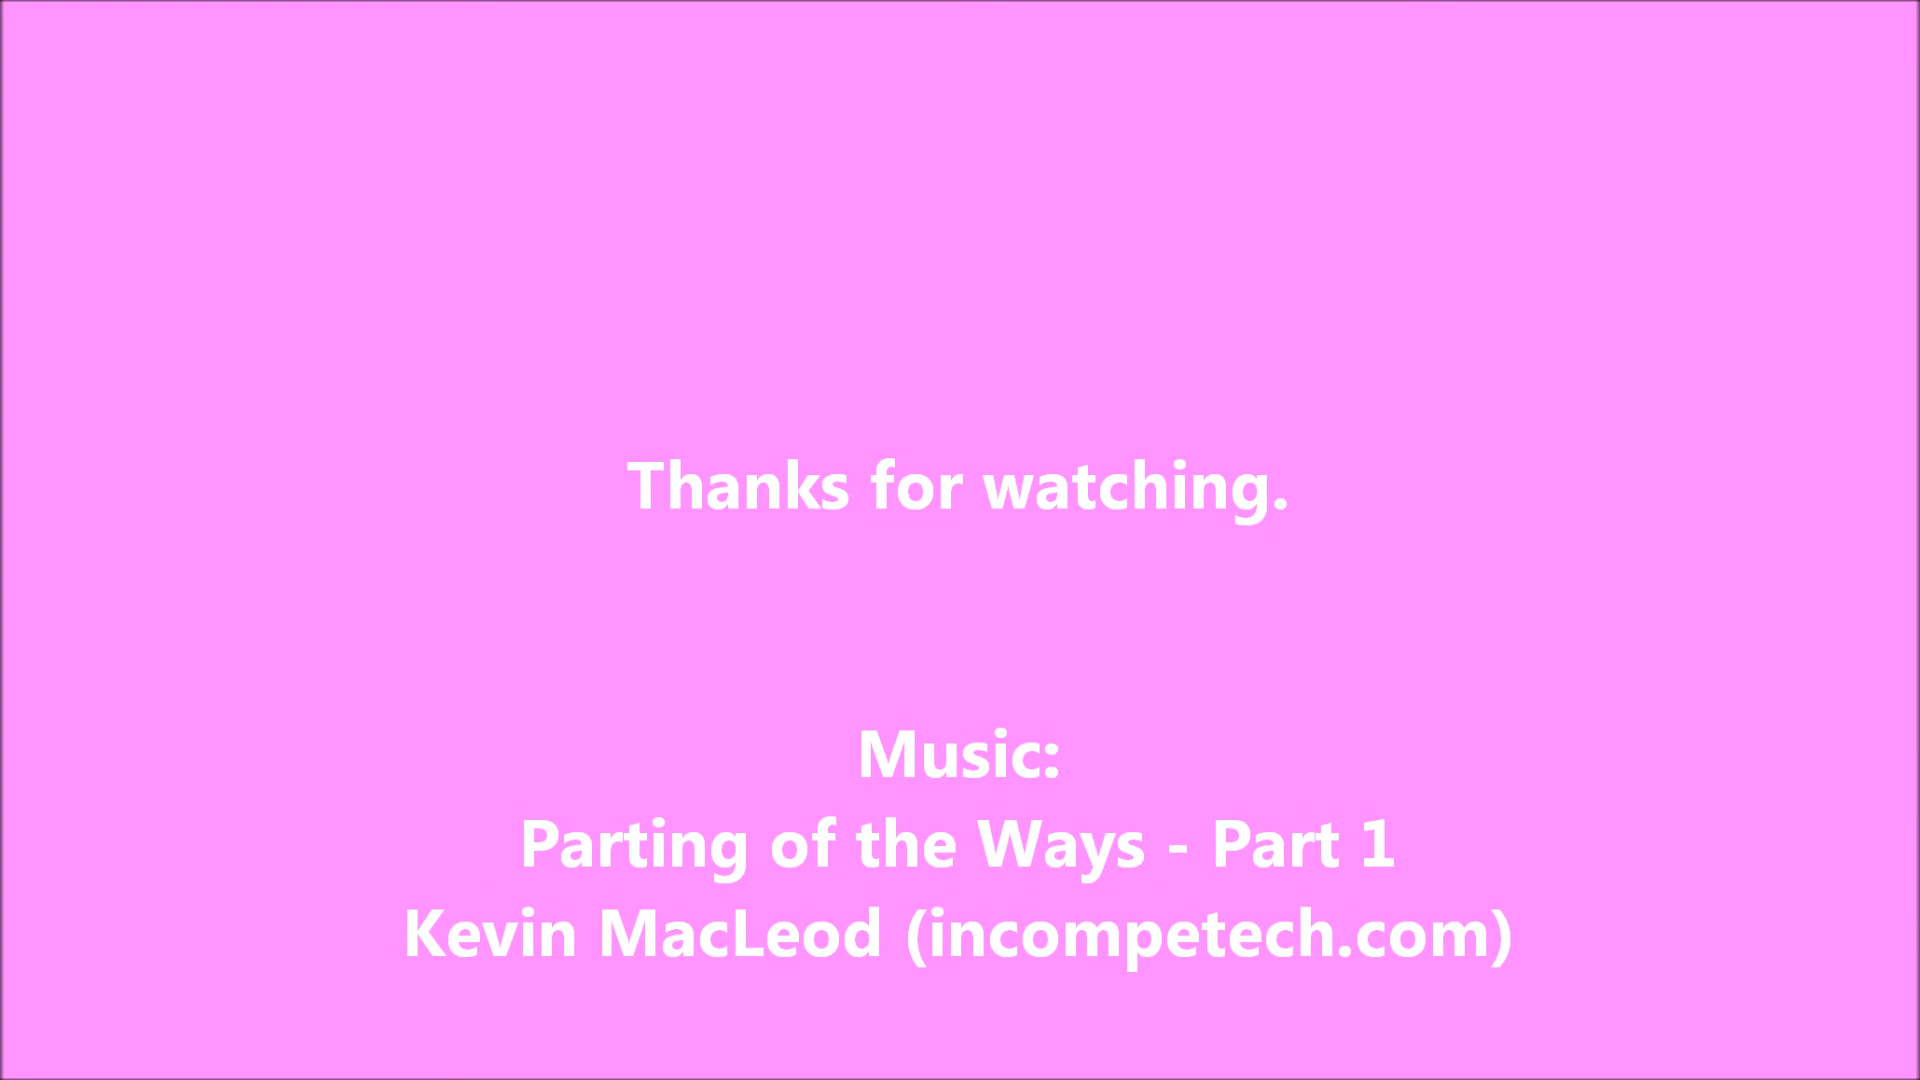 Thanks for watching.
Music:
Parting of the Ways - Part 1
Kevin MacLeod (incompetech.com)